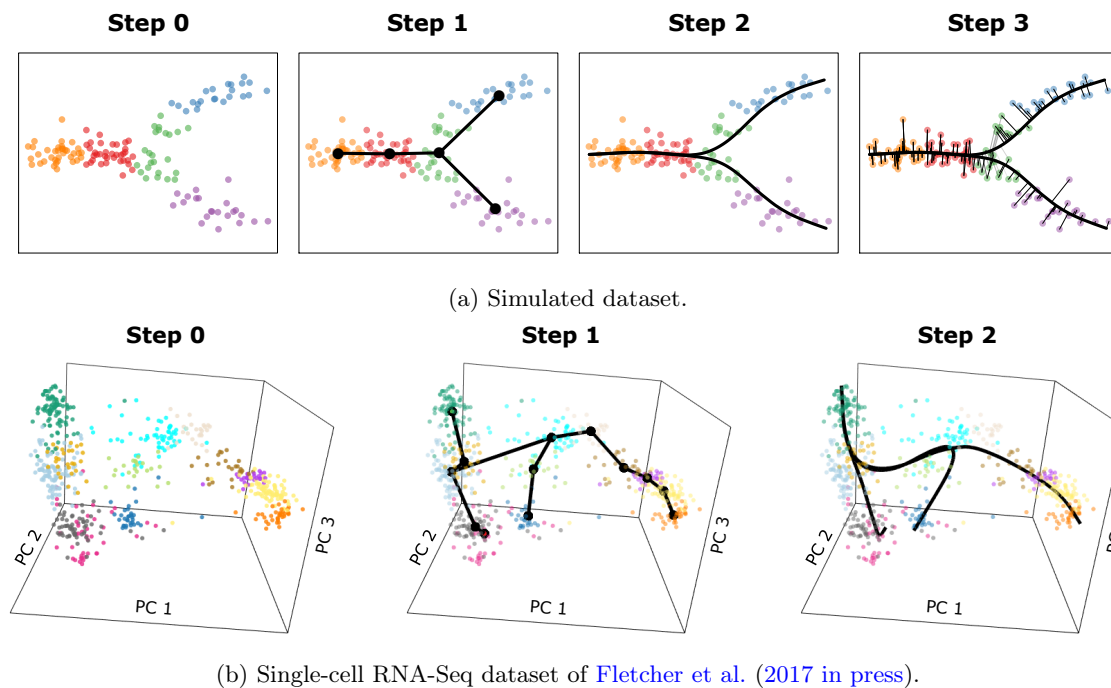 Step 0
Step 1
Step 2
Step 3
(a) Simulated dataset.
Step 0
Step 1
Step 2
PC 2
PC 1
PC 3
PC 2
PC 1
PC 3
PC 2
PC 1
PC 3
(b) Single-cell RNA-Seq dataset of Fletcher et al. (2017 in press).